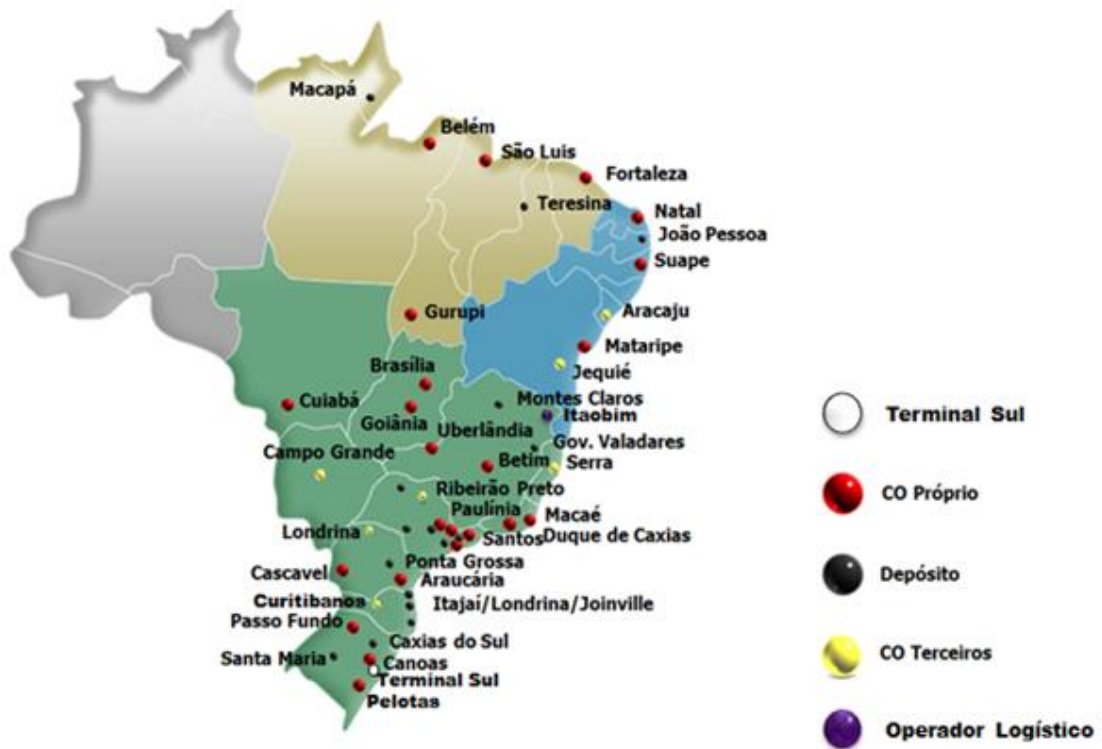 Macapá
Belém
São Luis
Fortaleza
Teresina
Natal
João Pessoa
Suape
Gurupi
Aracaju
Mataripe
Brasília
Jequié
Cuiabá
Montes Claros
Goiânia
Itaobim
Uberlândia
Gov. Valadares
Campo Grande
Betim
Serra
Ribeirão Preto
Paulínia
Macaé
Londrina
Santos
Duque de Caxias
Ponta Grossa
Cascavel
Araucária
Curitibanos
Itajaí/Londrina/Joinville
Passo Fundo
Caxias do Sul
Santa Maria
Canoas
Terminal Sul
Pelotas
Terminal Sul
CO Próprio
Depósito
CO Terceiros
Operador Logístico